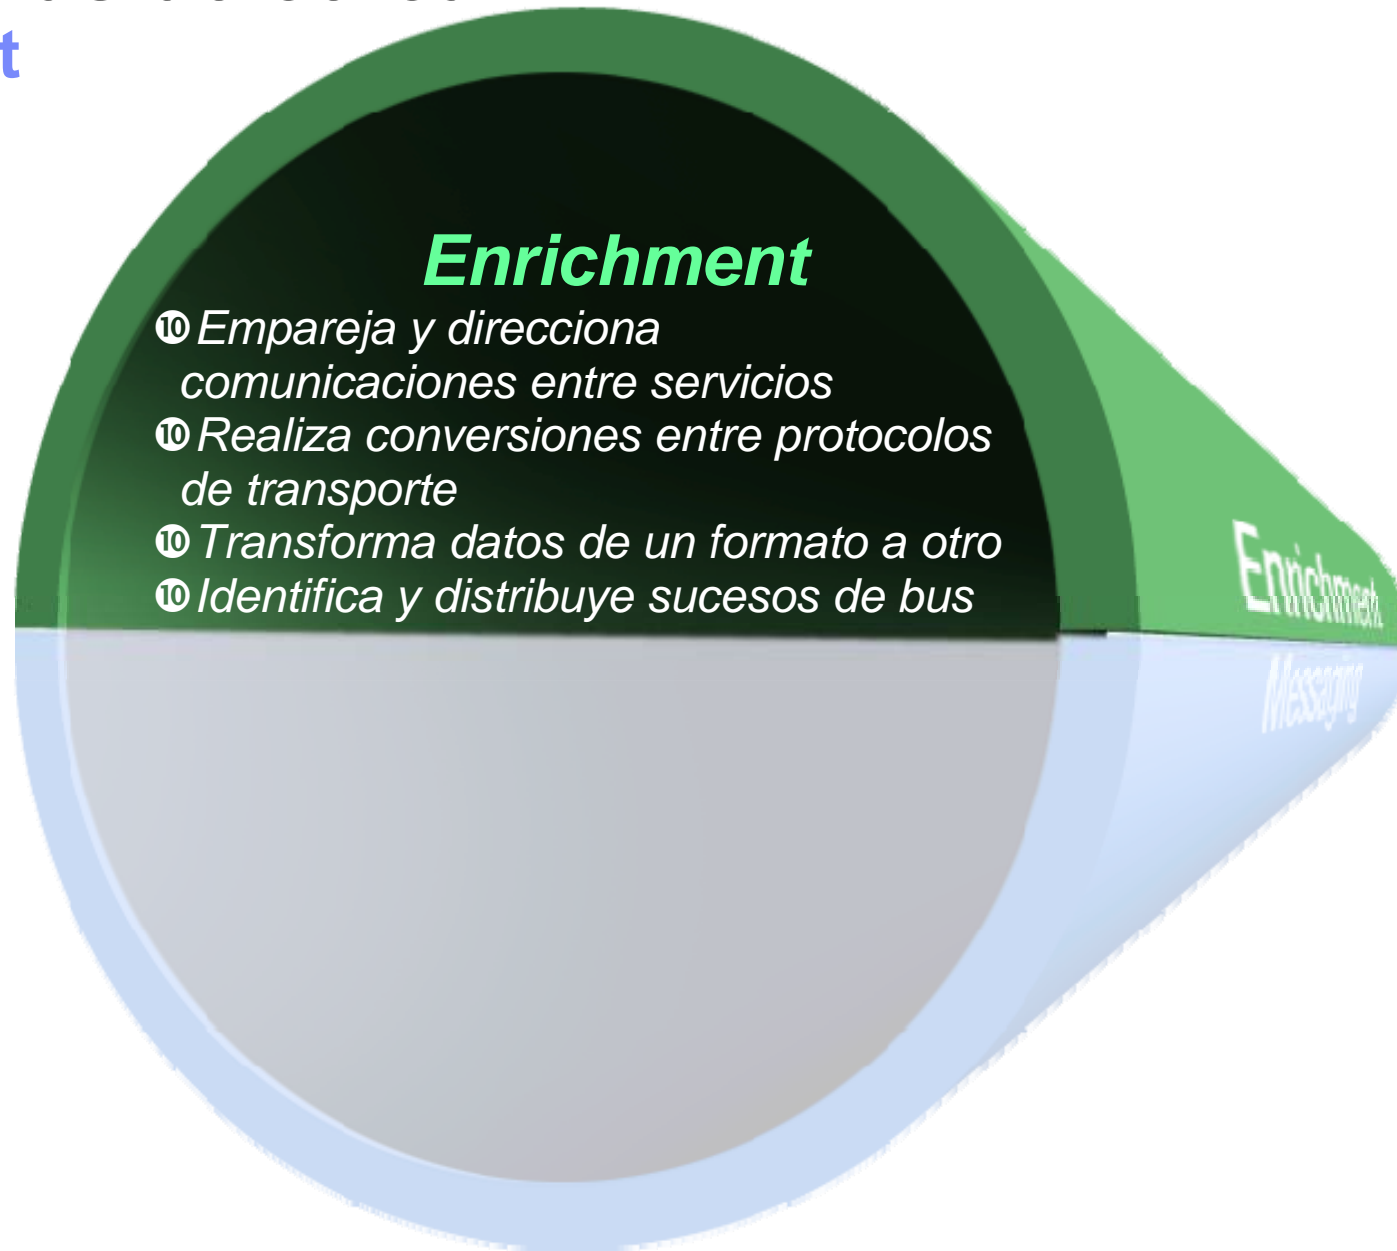 t
Enrichment
❿ Empareja y direcciona
comunicaciones entre servicios
❿ Realiza conversiones entre protocolos
de transporte
❿ Transforma datos de un formato a otro
❿ Identifica y distribuye sucesos de bus
Enrichment
Messaging